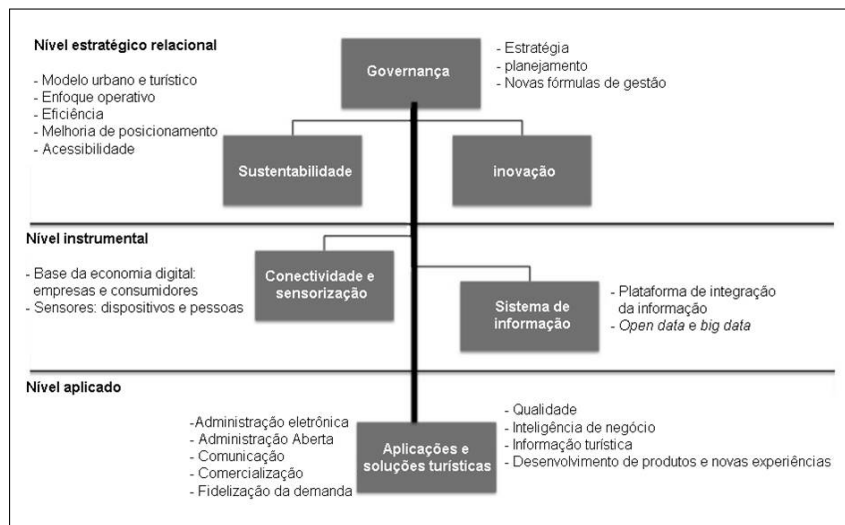 Nível estratégico relacional
- Modelo urbano e turístico
- Enfoque operativo
- Eficiência
- Melhoria de posicionamento
- Acessibilidade
Governança
- Estratégia
- planejamento
- Novas fórmulas de gestão
Sustentabilidade
inovação
Nível instrumental
- Base da economia digital:
empresas e consumidores
- Sensores: dispositivos e pessoas
Conectividade e
sensorização
Sistema de
informação
- Plataforma de integração
da informação
- Open data e big data
Nível aplicado
-Administração eletrônica
- Administração Aberta
- Comunicação
- Comercialização
- Fidelização da demanda
Aplicações e
soluções turísticas
- Qualidade
- Inteligência de negócio
- Informação turística
- Desenvolvimento de produtos e novas experiências